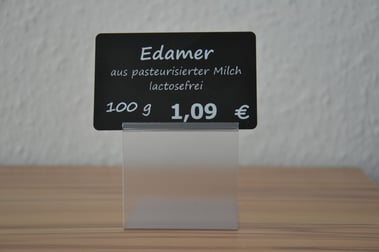 Edamer
aus pasteurisierter Milch
lactosefrei
100 g 1,09 €